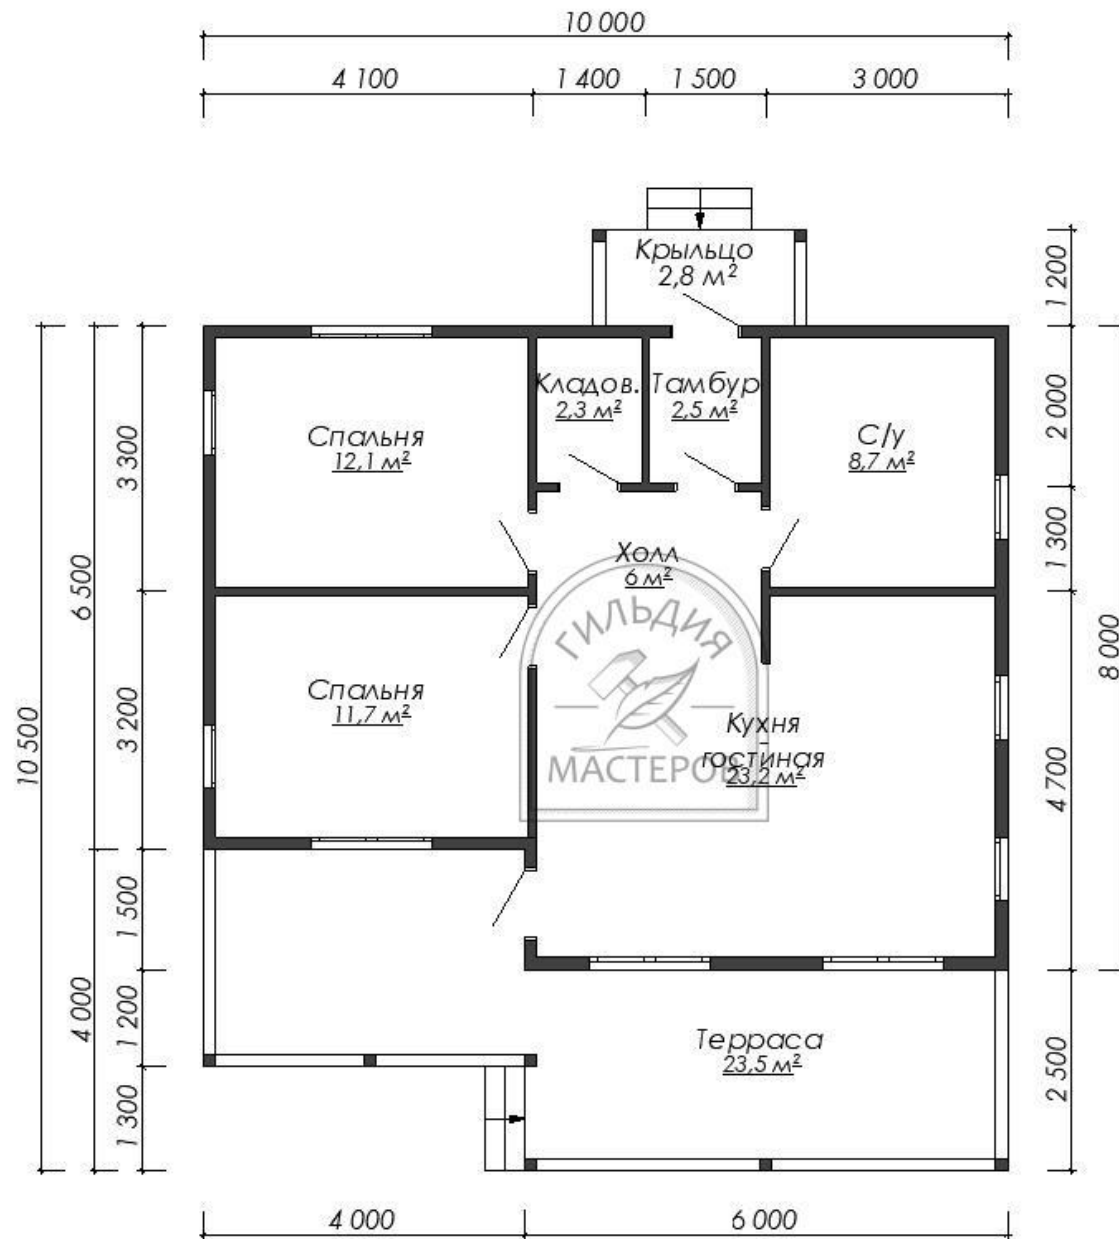 10 000
4 100
1 400
1 500
3 000
Крыльцо
2,8 м²
1 200
Кладов.
2,3 м²
Тамбур
2,5 м²
2 000
Спальня
12,1 м²
С/у
8,7 м²
3 300
1 300
Холл
6 м²
6 500
8 000
ГИЛЬДИЯ
МАСТЕРОВ
Спальня
11,7 м²
3 200
Кухня
-
гостиная
23,2 м²
10 500
4 700
1 500
4 000
1 200
Терраса
23,5 м²
2 500
1 300
4 000
6 000